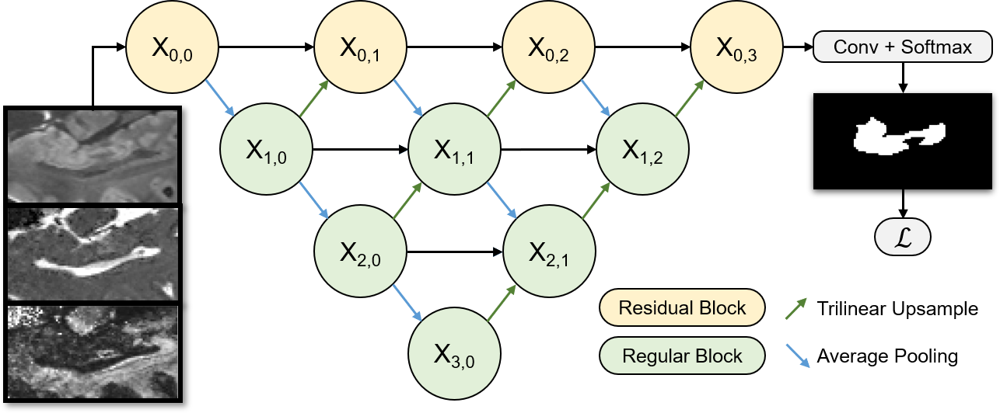 X0,0
X0,1
X0,2
X0,3
Conv + Softmax
X1,0
X1,1
X1,2
X2,0
X2,1
ℒ
Residual Block
Trilinear Upsample
X3,0
Regular Block
Average Pooling